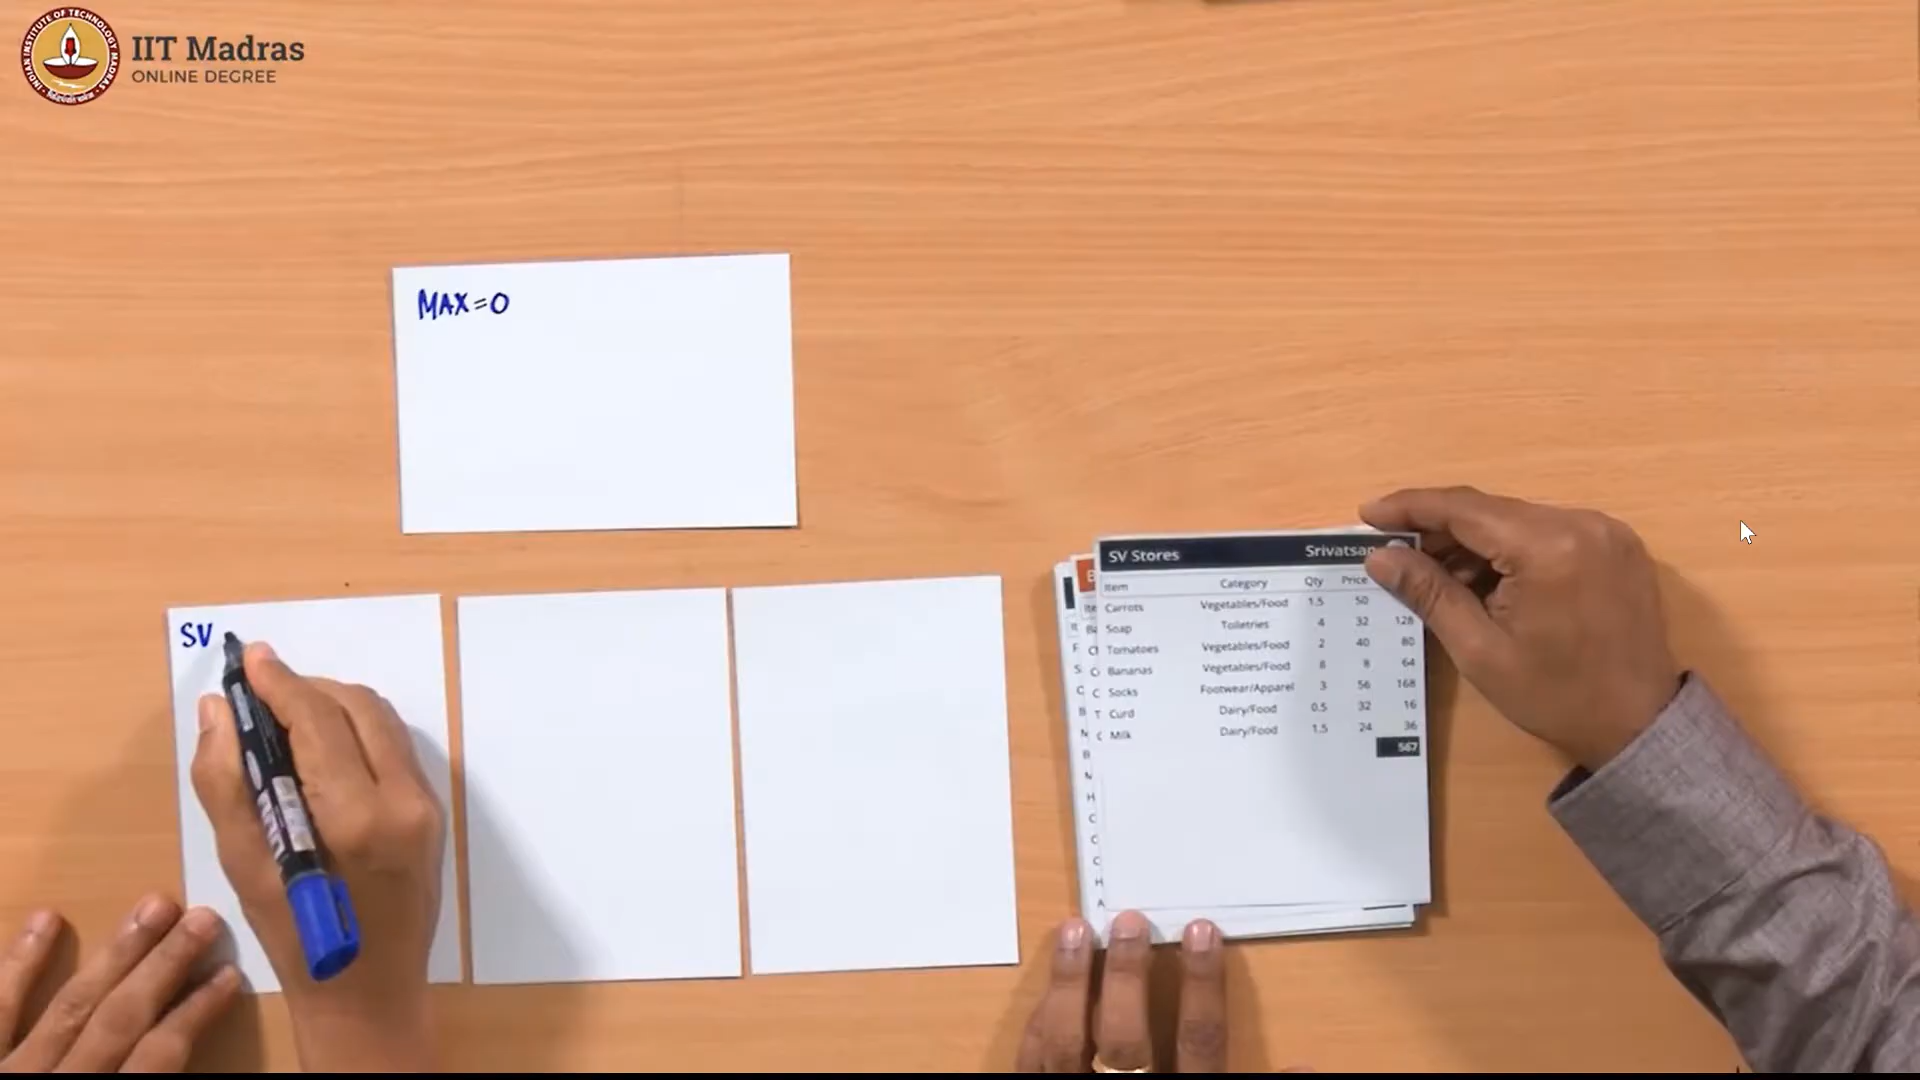 IIT Madras
ONLINE DEGREE
MAX=0
SV
SV Stores Srivatsan
Item Category Qty Price
Carrots Vegetables/Food 1.5 50
Soap Toiletries 4 32 128
Tomatoes Vegetables/Food 2 40 80
Bananas Vegetables/Food 8 8 64
Socks Footwear/Apparel 3 56 168
Curd Dairy/Food 0.5 32 16
Milk Dairy/Food 1.5 24 36
567